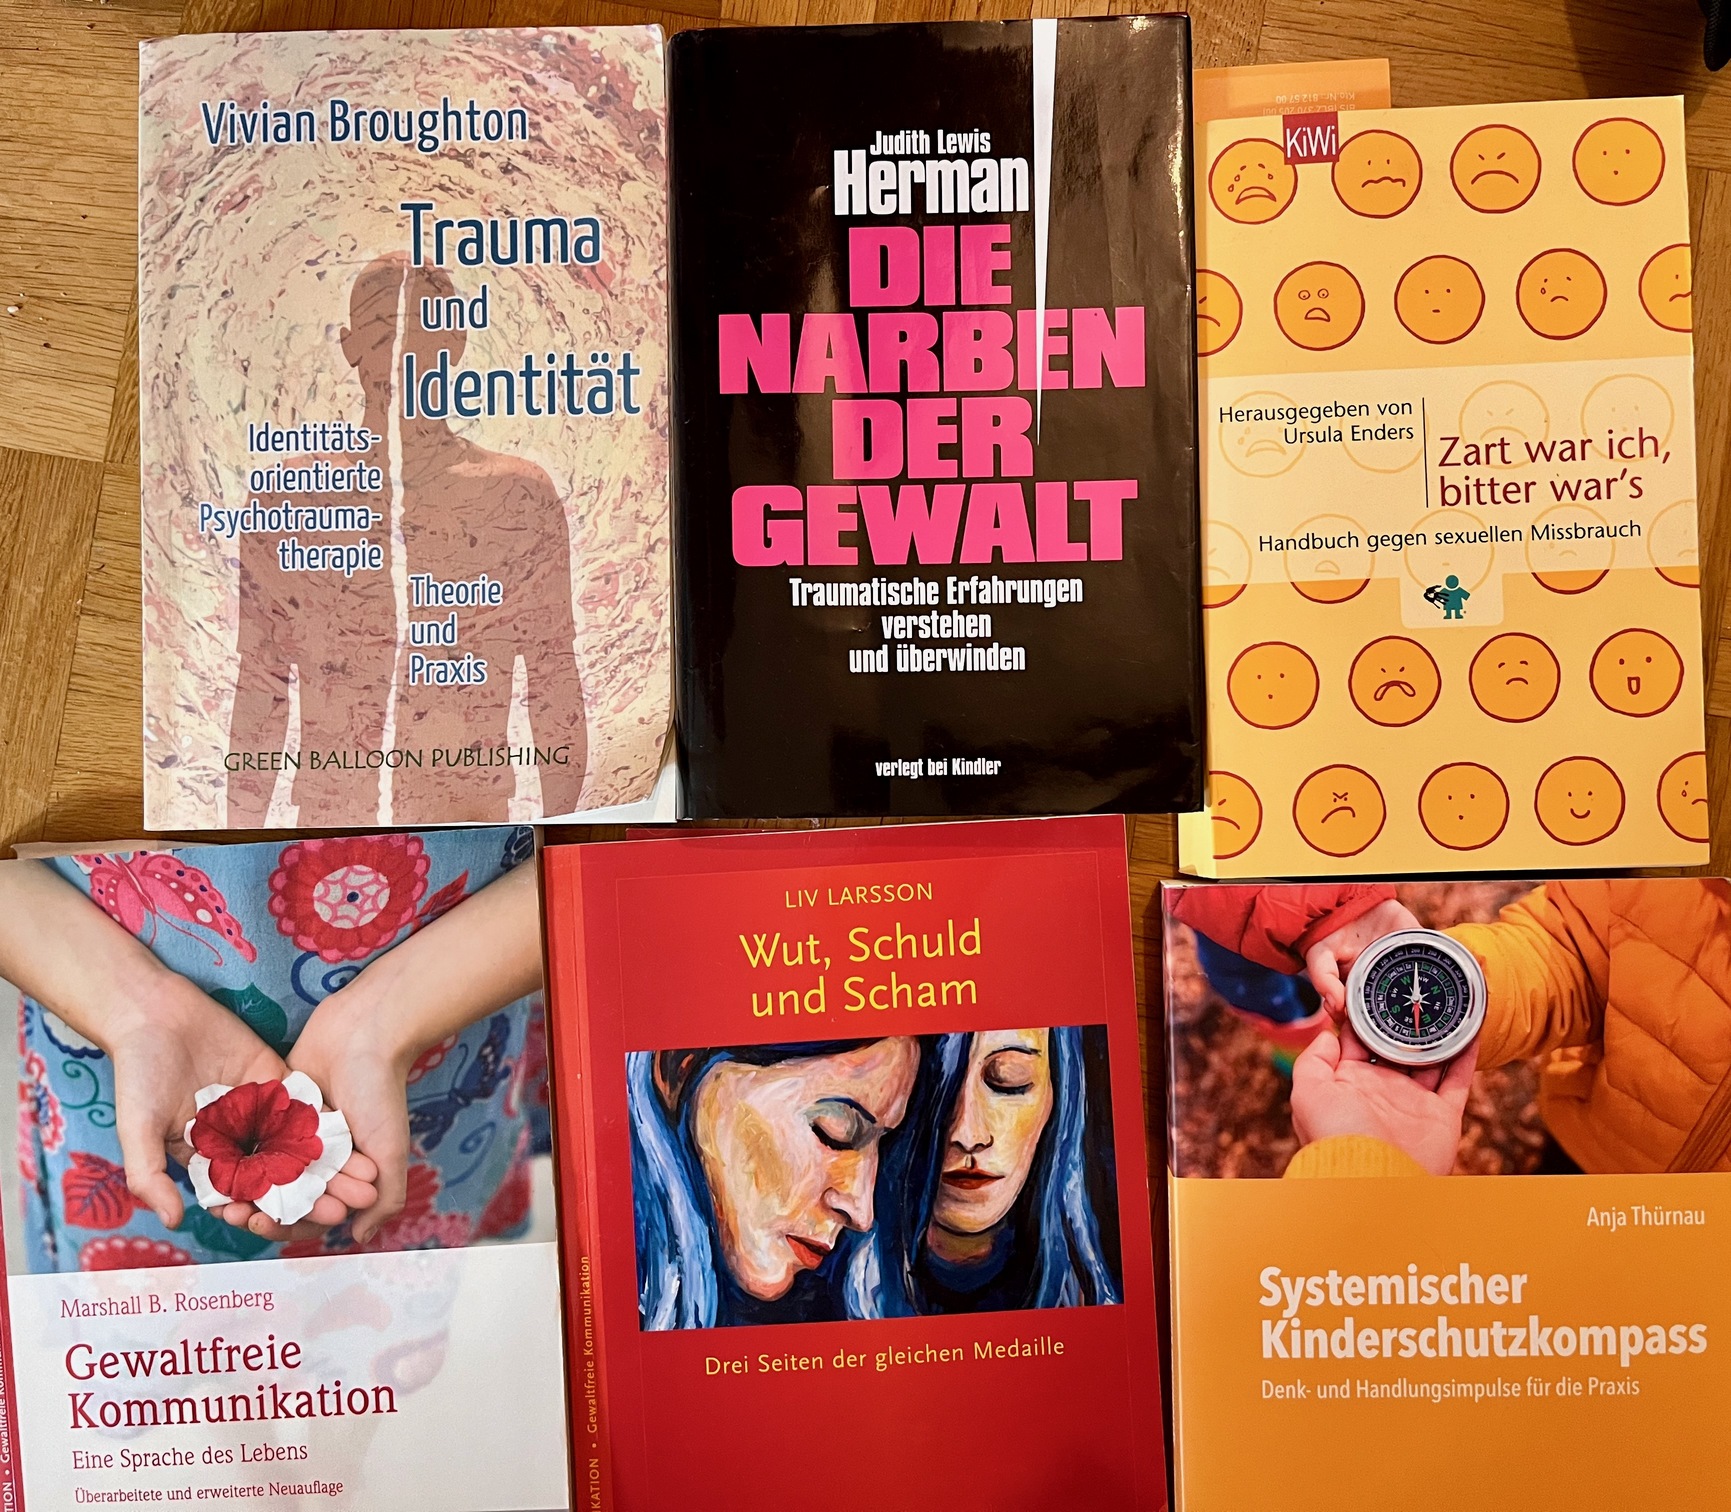 Vivian Broughton
Trauma
und
Identität
Identitäts-
orientierte
Psychotrauma-
therapie
Theorie
und
Praxis
GREEN BALLOON PUBLISHING
Judith Lewis
Herman
DIE
NARBEN
DER
GEWALT
Traumatische Erfahrungen
verstehen
und überwinden
verlegt bei Kindler
KiWi
Herausgegeben von
Ursula Enders
Zart war ich,
bitter war's
Handbuch gegen sexuellen Missbrauch
Marshall B. Rosenberg
Gewaltfreie
Kommunikation
Eine Sprache des Lebens
Überarbeitete und erweiterte Neuauflage
LIV LARSSON
Wut, Schuld
und Scham
Drei Seiten der gleichen Medaille
Gewaltfreie Kommunikation
Anja Thürnau
Systemischer
Kinderschutzkompass
Denk- und Handlungsimpulse für die Praxis